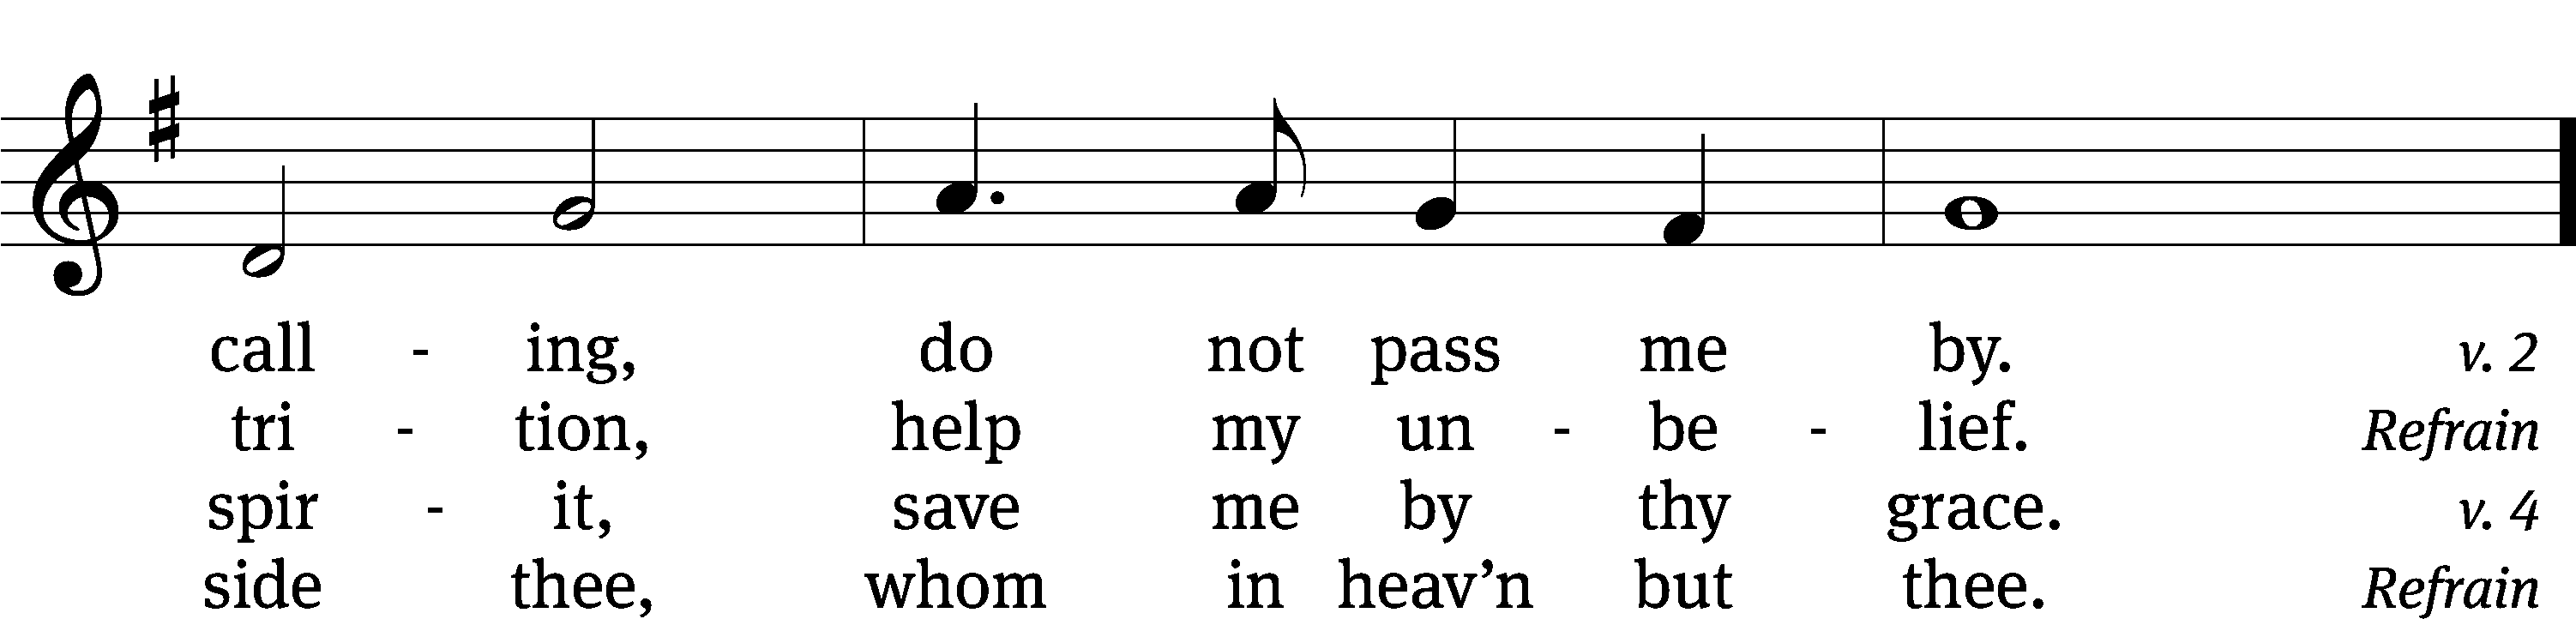 call - ing, do not pass me by. v. 2
tri - tion, help my un - be - lief. Refrain
spir - it, save me by thy grace. v. 4
side thee, whom in heav’n but thee. Refrain